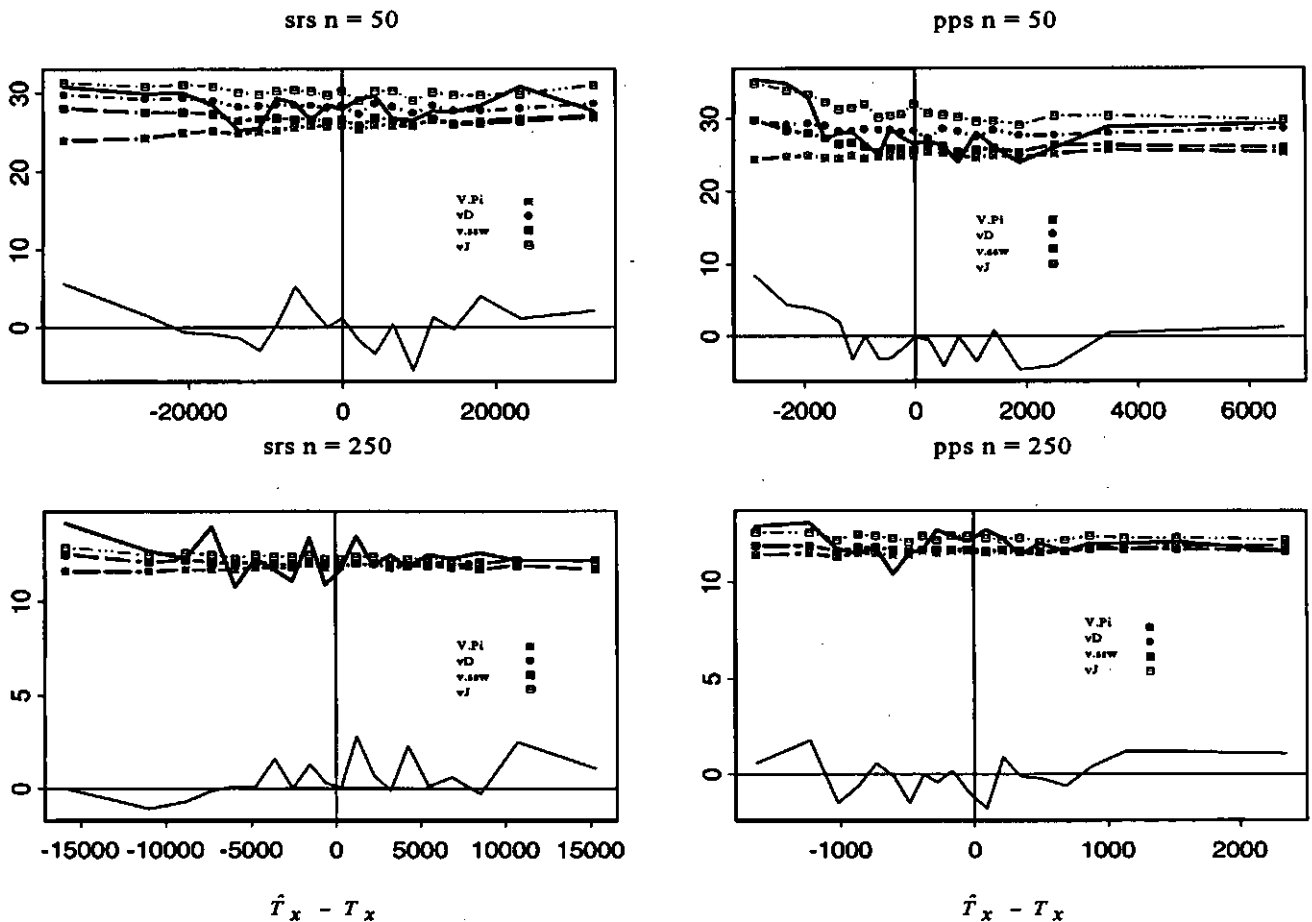 srs n = 50
30
20
10
0
V.Pi
vD
v.ssw
vJ
-20000 0 20000
pps n = 50
30
20
10
0
V.Pi
vD
v.ssw
vJ
-2000 0 2000 4000 6000
srs n = 250
10
5
0
V.Pi
vD
v.ssw
vJ
-15000 -10000 -5000 0 5000 10000 15000
T̂ x - T x
pps n = 250
10
5
0
V.Pi
vD
v.ssw
vJ
-1000 0 1000 2000
T̂ x - T x